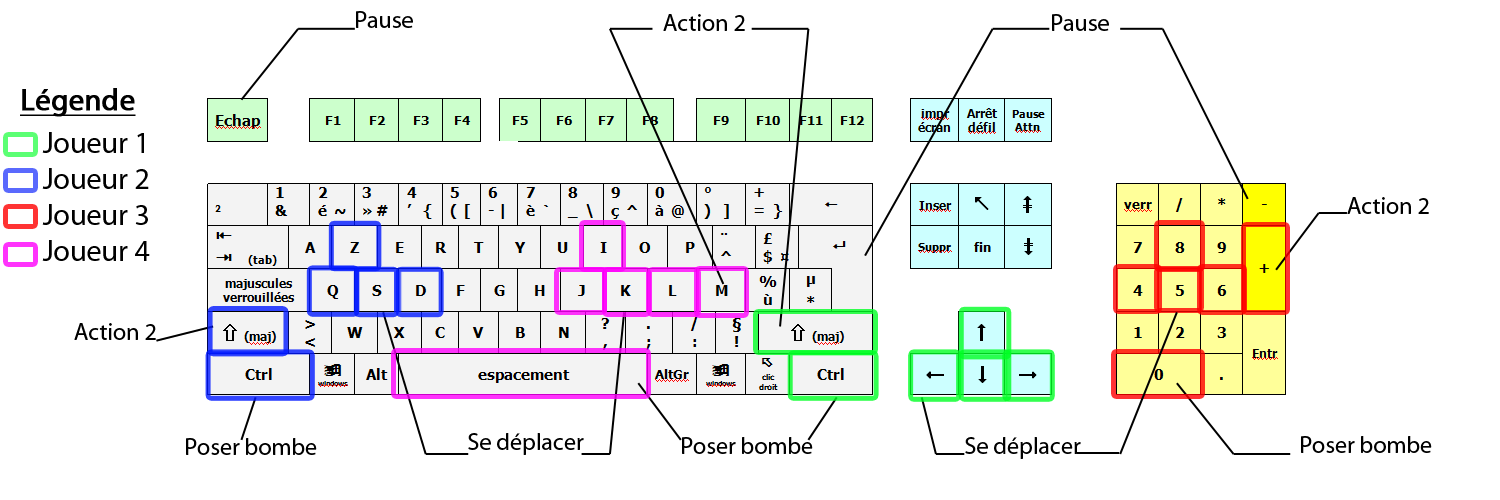 Pause
Action 2
Pause
Légende
Joueur 1
Joueur 2
Joueur 3
Joueur 4
Echap
F1 F2 F3 F4 F5 F6 F7 F8 F9 F10 F11 F12
impr écran
Arrêt défil
Pause Attn
²
1 &
2 é ~
3 » #
4 ' {
5 ( [
6 - |
7 è `
8 _ \
9 ç ^
0 à @
° ) ]
+ = }
←
Inser ↖ ⇞
verr / * -
Action 2
⇤ ⇥ (tab)
A Z E R T Y U I O P
¨ ^
£ $ ¤
↵
Suppr fin ⇟
7 8 9 +
majuscules verrouillées
Q S D F G H J K L M
% ù
µ *
4 5 6
Action 2
⇧ (maj)
> <
W X C V B N
? ,
. ;
/ :
§ !
⇧ (maj)
↑
1 2 3 Entr
Ctrl windows Alt espacement AltGr windows
clic droit
Ctrl
← ↓ →
0 .
Poser bombe
Se déplacer
Poser bombe
Se déplacer
Poser bombe